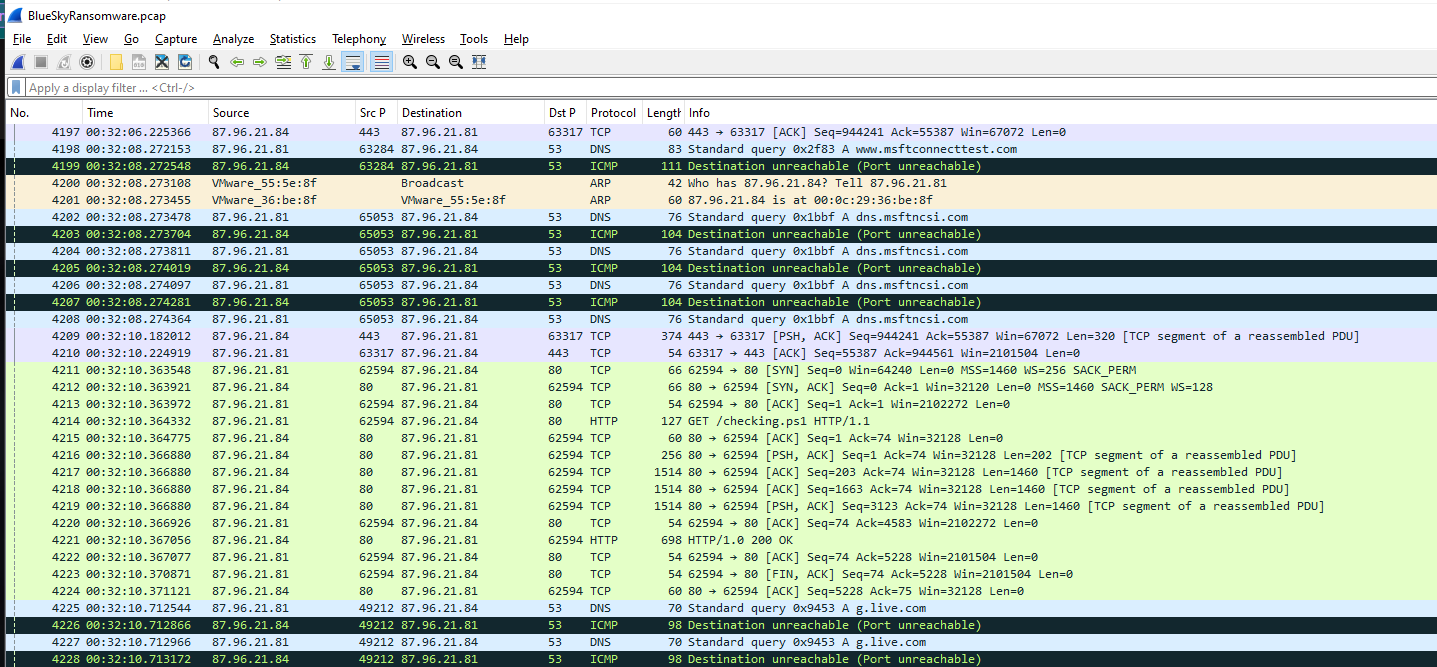 BlueSkyRansomware.pcap
File Edit View Go Capture Analyze Statistics Telephony Wireless Tools Help
Apply a display filter ... <Ctrl-/>
No. Time Source Src P Destination Dst P Protocol Length Info
4197 00:32:06.225366 87.96.21.84 443 87.96.21.81 63317 TCP 60 443 → 63317 [ACK] Seq=944241 Ack=55387 Win=67072 Len=0
4198 00:32:08.272153 87.96.21.81 63284 87.96.21.84 53 DNS 83 Standard query 0x2f83 A www.msftconnecttest.com
4199 00:32:08.272548 87.96.21.84 63284 87.96.21.81 53 ICMP 111 Destination unreachable (Port unreachable)
4200 00:32:08.273108 VMware_55:5e:8f Broadcast ARP 42 Who has 87.96.21.84? Tell 87.96.21.81
4201 00:32:08.273455 VMware_36:be:8f VMware_55:5e:8f ARP 60 87.96.21.84 is at 00:0c:29:36:be:8f
4202 00:32:08.273478 87.96.21.81 65053 87.96.21.84 53 DNS 76 Standard query 0x1bbf A dns.msftncsi.com
4203 00:32:08.273704 87.96.21.84 65053 87.96.21.81 53 ICMP 104 Destination unreachable (Port unreachable)
4204 00:32:08.273811 87.96.21.81 65053 87.96.21.84 53 DNS 76 Standard query 0x1bbf A dns.msftncsi.com
4205 00:32:08.274019 87.96.21.84 65053 87.96.21.81 53 ICMP 104 Destination unreachable (Port unreachable)
4206 00:32:08.274097 87.96.21.81 65053 87.96.21.84 53 DNS 76 Standard query 0x1bbf A dns.msftncsi.com
4207 00:32:08.274281 87.96.21.84 65053 87.96.21.81 53 ICMP 104 Destination unreachable (Port unreachable)
4208 00:32:08.274364 87.96.21.81 65053 87.96.21.84 53 DNS 76 Standard query 0x1bbf A dns.msftncsi.com
4209 00:32:10.182012 87.96.21.84 443 87.96.21.81 63317 TCP 374 443 → 63317 [PSH, ACK] Seq=944241 Ack=55387 Win=67072 Len=320 [TCP segment of a reassembled PDU]
4210 00:32:10.224919 87.96.21.81 63317 87.96.21.84 443 TCP 54 63317 → 443 [ACK] Seq=55387 Ack=944561 Win=2101504 Len=0
4211 00:32:10.363548 87.96.21.81 62594 87.96.21.84 80 TCP 66 62594 → 80 [SYN] Seq=0 Win=64240 Len=0 MSS=1460 WS=256 SACK_PERM
4212 00:32:10.363921 87.96.21.84 80 87.96.21.81 62594 TCP 66 80 → 62594 [SYN, ACK] Seq=0 Ack=1 Win=32120 Len=0 MSS=1460 SACK_PERM WS=128
4213 00:32:10.363972 87.96.21.81 62594 87.96.21.84 80 TCP 54 62594 → 80 [ACK] Seq=1 Ack=1 Win=2102272 Len=0
4214 00:32:10.364332 87.96.21.81 62594 87.96.21.84 80 HTTP 127 GET /checking.ps1 HTTP/1.1
4215 00:32:10.364775 87.96.21.84 80 87.96.21.81 62594 TCP 60 80 → 62594 [ACK] Seq=1 Ack=74 Win=32128 Len=0
4216 00:32:10.366880 87.96.21.84 80 87.96.21.81 62594 TCP 256 80 → 62594 [PSH, ACK] Seq=1 Ack=74 Win=32128 Len=202 [TCP segment of a reassembled PDU]
4217 00:32:10.366880 87.96.21.84 80 87.96.21.81 62594 TCP 1514 80 → 62594 [ACK] Seq=203 Ack=74 Win=32128 Len=1460 [TCP segment of a reassembled PDU]
4218 00:32:10.366880 87.96.21.84 80 87.96.21.81 62594 TCP 1514 80 → 62594 [ACK] Seq=1663 Ack=74 Win=32128 Len=1460 [TCP segment of a reassembled PDU]
4219 00:32:10.366880 87.96.21.84 80 87.96.21.81 62594 TCP 1514 80 → 62594 [PSH, ACK] Seq=3123 Ack=74 Win=32128 Len=1460 [TCP segment of a reassembled PDU]
4220 00:32:10.366926 87.96.21.81 62594 87.96.21.84 80 TCP 54 62594 → 80 [ACK] Seq=74 Ack=4583 Win=2102272 Len=0
4221 00:32:10.367056 87.96.21.84 80 87.96.21.81 62594 HTTP 698 HTTP/1.0 200 OK
4222 00:32:10.367077 87.96.21.81 62594 87.96.21.84 80 TCP 54 62594 → 80 [ACK] Seq=74 Ack=5228 Win=2101504 Len=0
4223 00:32:10.370871 87.96.21.81 62594 87.96.21.84 80 TCP 54 62594 → 80 [FIN, ACK] Seq=74 Ack=5228 Win=2101504 Len=0
4224 00:32:10.371121 87.96.21.84 80 87.96.21.81 62594 TCP 60 80 → 62594 [ACK] Seq=5228 Ack=75 Win=32128 Len=0
4225 00:32:10.712544 87.96.21.81 49212 87.96.21.84 53 DNS 70 Standard query 0x9453 A g.live.com
4226 00:32:10.712866 87.96.21.84 49212 87.96.21.81 53 ICMP 98 Destination unreachable (Port unreachable)
4227 00:32:10.712966 87.96.21.81 49212 87.96.21.84 53 DNS 70 Standard query 0x9453 A g.live.com
4228 00:32:10.713172 87.96.21.84 49212 87.96.21.81 53 ICMP 98 Destination unreachable (Port unreachable)